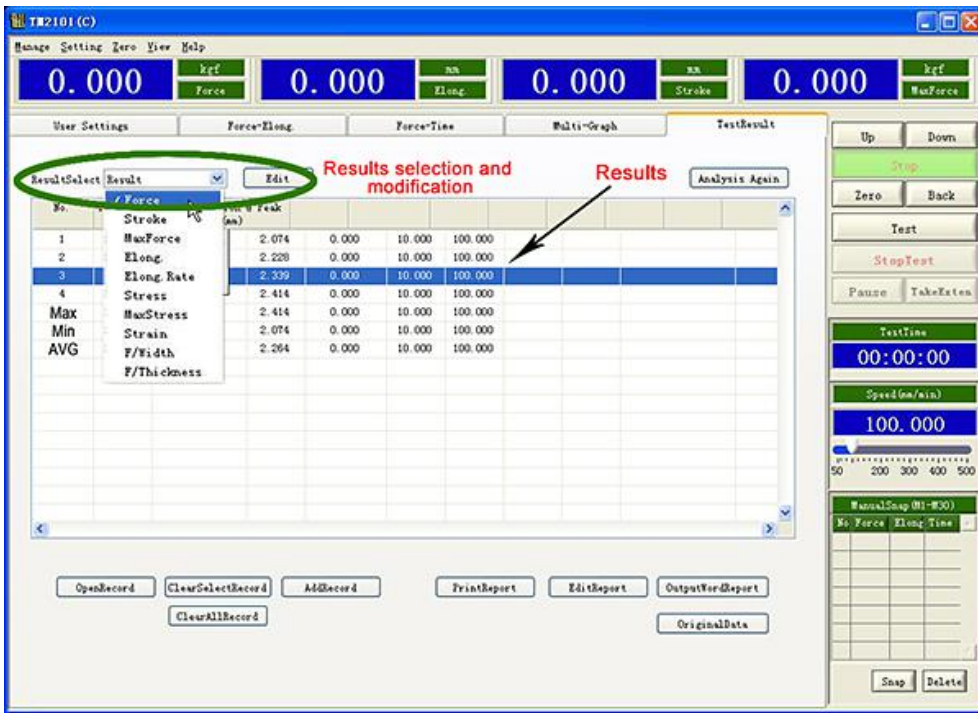 TM2101(C)
Manage Setting Zero View Help
0.000 kgf Force 0.000 mm Elong. 0.000 mm Stroke 0.000 kgf MaxForce
User Settings Force-Elong. Force-Time Multi-Graph TestResult
ResultSelect Result Edit
Results selection and
modification
Results
Analysis Again
No. Peak
(mm)
✓Force
Stroke
MaxForce
Elong.
Elong.Rate
Stress
MaxStress
Strain
F/Width
F/Thickness
1 2.074 0.000 10.000 100.000
2 2.228 0.000 10.000 100.000
3 2.339 0.000 10.000 100.000
4 2.414 0.000 10.000 100.000
Max 2.414 0.000 10.000 100.000
Min 2.074 0.000 10.000 100.000
AVG 2.264 0.000 10.000 100.000
OpenRecord ClearSelectRecord AddRecord PrintReport EditReport OutputWordReport
ClearAllRecord OriginalData
Up Down
Stop
Zero Back
Test
StopTest
Pause TakeExten
TestTime
00:00:00
Speed(mm/min)
100.000
50 200 300 400 500
ManualSnap(M1-M30)
No Force Elong Time
Snap Delete